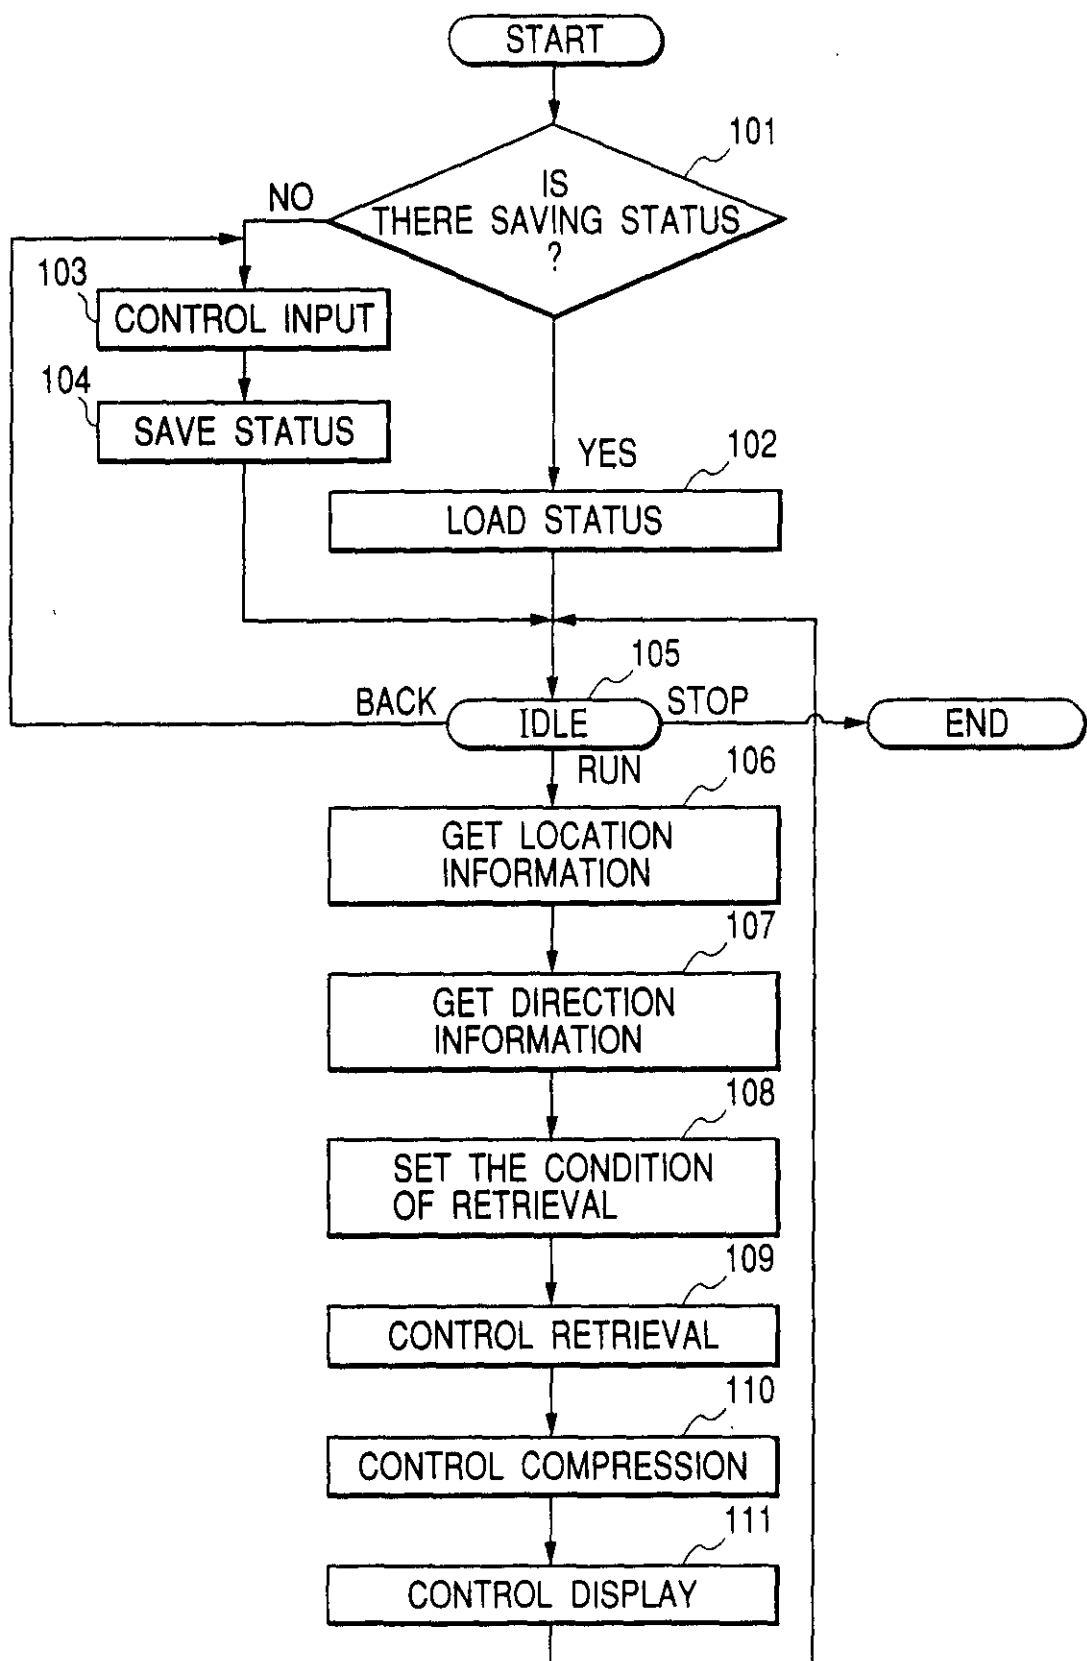 START
101
IS
THERE SAVING STATUS
?
NO
103
CONTROL INPUT
104
SAVE STATUS
YES
102
LOAD STATUS
105
BACK
IDLE
STOP
END
RUN
106
GET LOCATION
INFORMATION
107
GET DIRECTION
INFORMATION
108
SET THE CONDITION
OF RETRIEVAL
109
CONTROL RETRIEVAL
110
CONTROL COMPRESSION
111
CONTROL DISPLAY